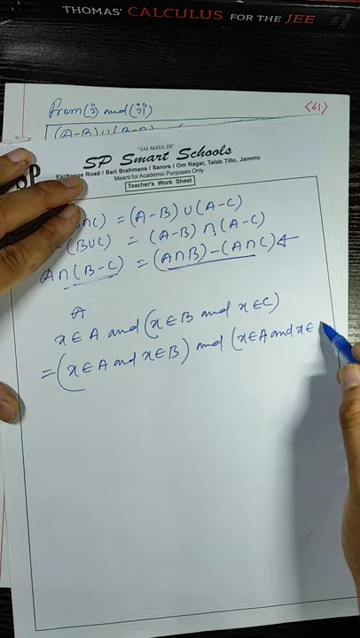 THOMAS' CALCULUS FOR THE JEE
From (i) and (ii) <61>
(A-B)∪(B-A)
"JAI MATA DI"
SP Smart Schools
Exchange Road / Bari Brahmana / Sarore / Om Nagar, Talab Tillo, Jammu
Meant for Academic Purposes Only
Teacher's Work Sheet
∩C) = (A-B) ∪ (A-C)
(B∪C) = (A-B) ∩ (A-C)
A∩(B-C) = (A∩B)-(A∩C)
x∈A and (x∈B and x∈C)
= (x∈A and x∈B) and (x∈A and x∈